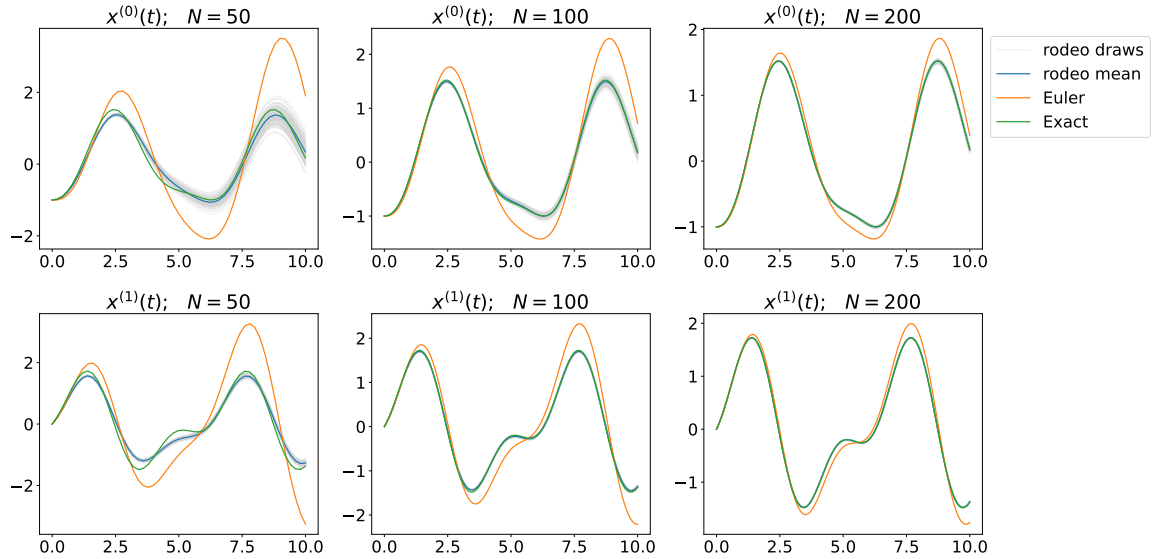 x^{(0)}(t); N = 50
x^{(0)}(t); N = 100
x^{(0)}(t); N = 200
2
0
−2
0.0 2.5 5.0 7.5 10.0
2
1
0
−1
0.0 2.5 5.0 7.5 10.0
2
1
0
−1
0.0 2.5 5.0 7.5 10.0
rodeo draws
rodeo mean
Euler
Exact
x^{(1)}(t); N = 50
x^{(1)}(t); N = 100
x^{(1)}(t); N = 200
2
0
−2
0.0 2.5 5.0 7.5 10.0
2
1
0
−1
−2
0.0 2.5 5.0 7.5 10.0
2
1
0
−1
0.0 2.5 5.0 7.5 10.0